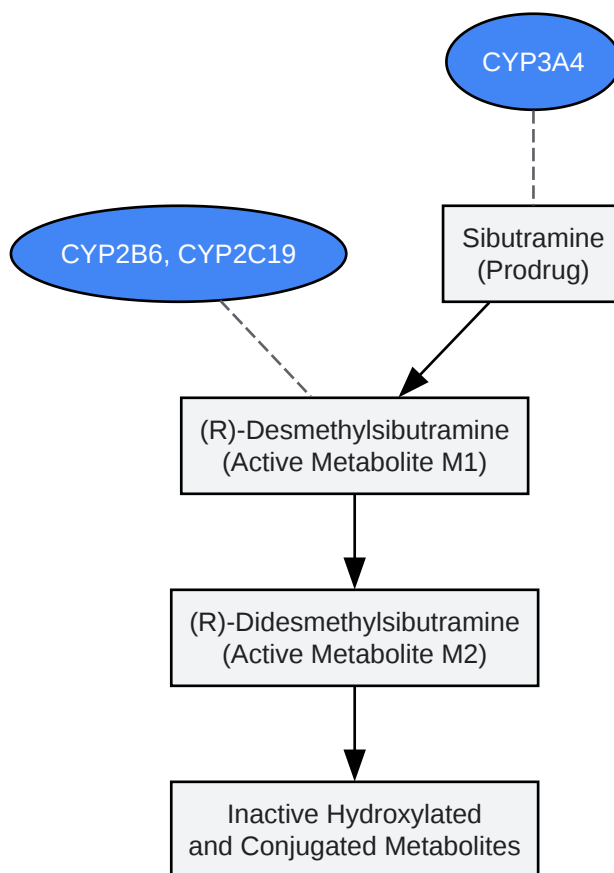 CYP3A4
Sibutramine
(Prodrug)
CYP2B6, CYP2C19
(R)-Desmethylsibutramine
(Active Metabolite M1)
(R)-Didesmethylsibutramine
(Active Metabolite M2)
Inactive Hydroxylated
and Conjugated Metabolites